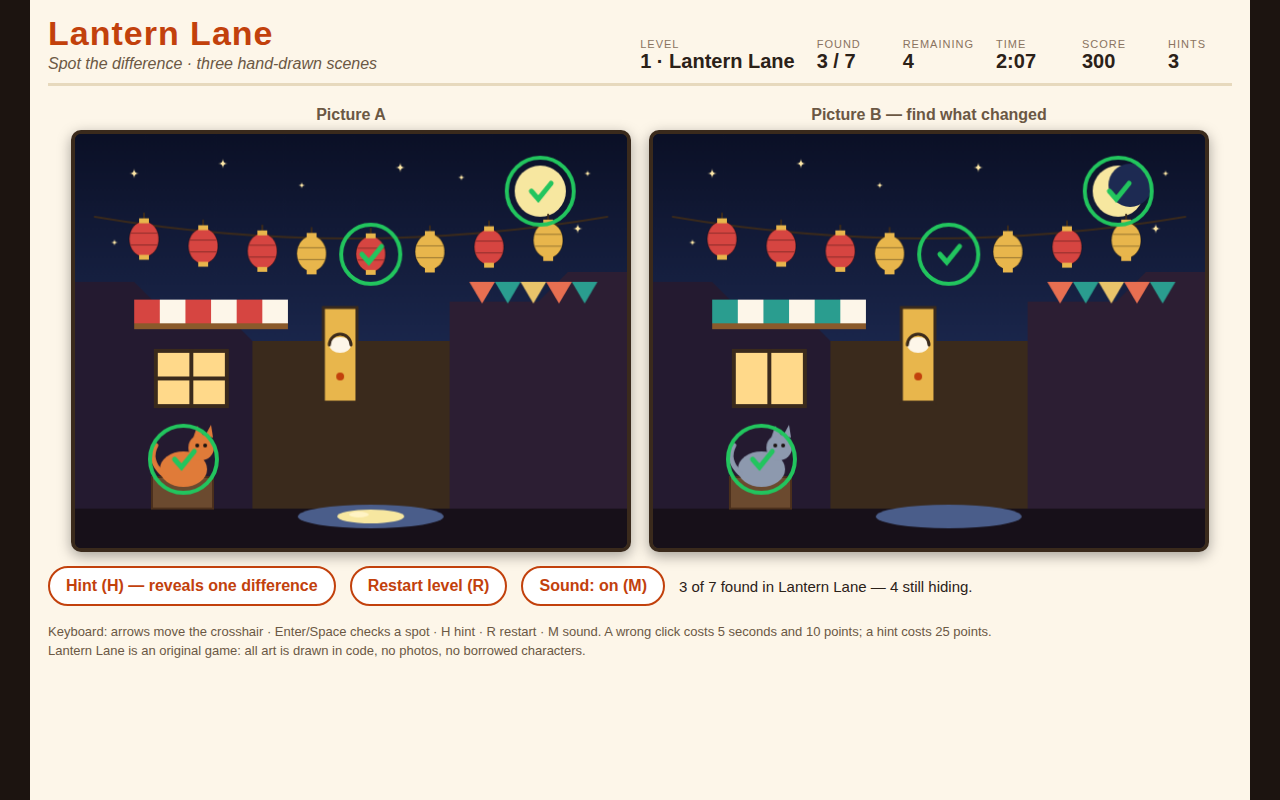 Lantern Lane
Spot the difference · three hand-drawn scenes
LEVEL
1 · Lantern Lane
FOUND
3 / 7
REMAINING
4
TIME
2:07
SCORE
300
HINTS
3
Picture A
Picture B — find what changed
Hint (H) — reveals one difference
Restart level (R)
Sound: on (M)
3 of 7 found in Lantern Lane — 4 still hiding.
Keyboard: arrows move the crosshair · Enter/Space checks a spot · H hint · R restart · M sound. A wrong click costs 5 seconds and 10 points; a hint costs 25 points.
Lantern Lane is an original game: all art is drawn in code, no photos, no borrowed characters.